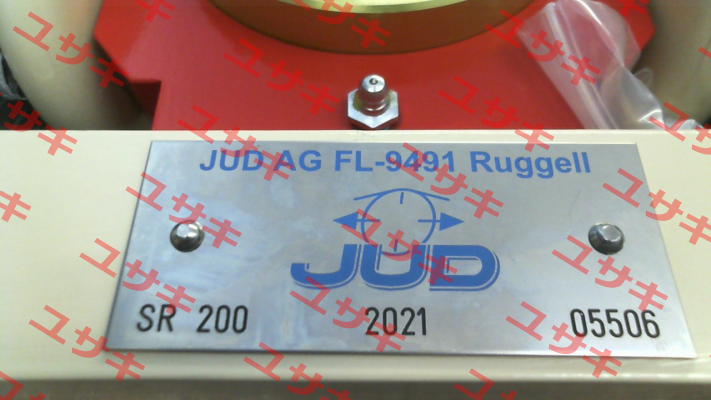 JUD AG FL-9491 Ruggell
JUD
SR 200 2021 05506
ユサキ